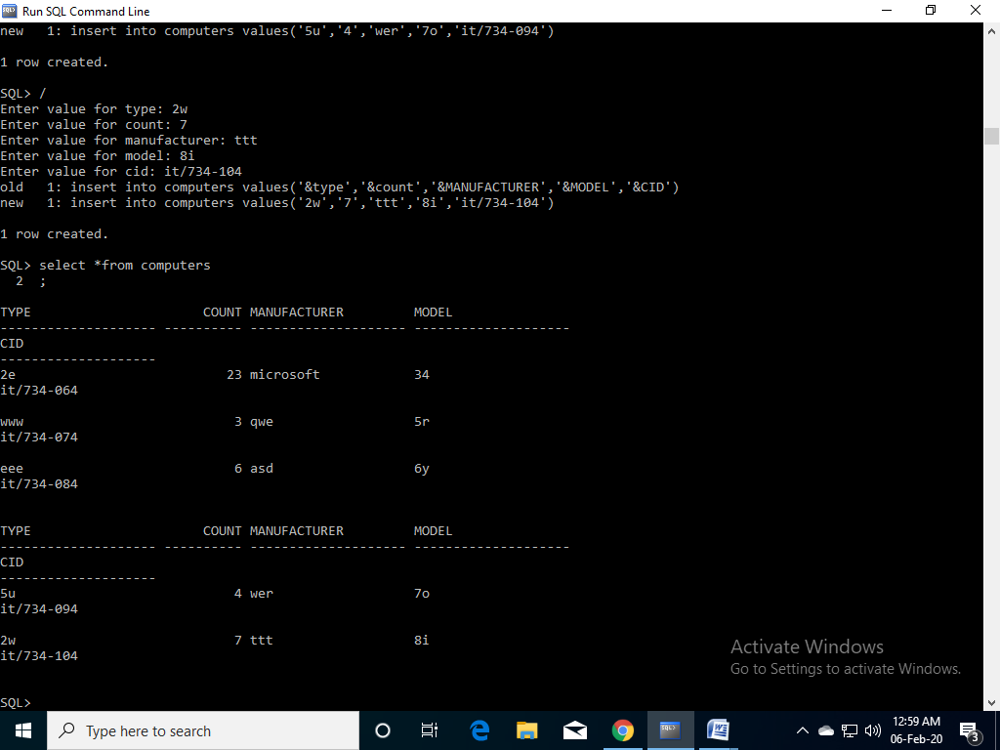 Run SQL Command Line
new   1: insert into computers values('5u','4','wer','7o','it/734-094')
1 row created.
SQL> /
Enter value for type: 2w
Enter value for count: 7
Enter value for manufacturer: ttt
Enter value for model: 8i
Enter value for cid: it/734-104
old   1: insert into computers values('&type','&count','&MANUFACTURER','&MODEL','&CID')
new   1: insert into computers values('2w','7','ttt','8i','it/734-104')
1 row created.
SQL> select *from computers
  2  ;
TYPE                      COUNT MANUFACTURER         MODEL
-------------------- ---------- -------------------- --------------------
CID
--------------------
2e                           23 microsoft            34
it/734-064
www                           3 qwe                  5r
it/734-074
eee                           6 asd                  6y
it/734-084
TYPE                      COUNT MANUFACTURER         MODEL
-------------------- ---------- -------------------- --------------------
CID
--------------------
5u                            4 wer                  7o
it/734-094
2w                            7 ttt                  8i
it/734-104
SQL>
Activate Windows
Go to Settings to activate Windows.
Type here to search
12:59 AM
06-Feb-20
3